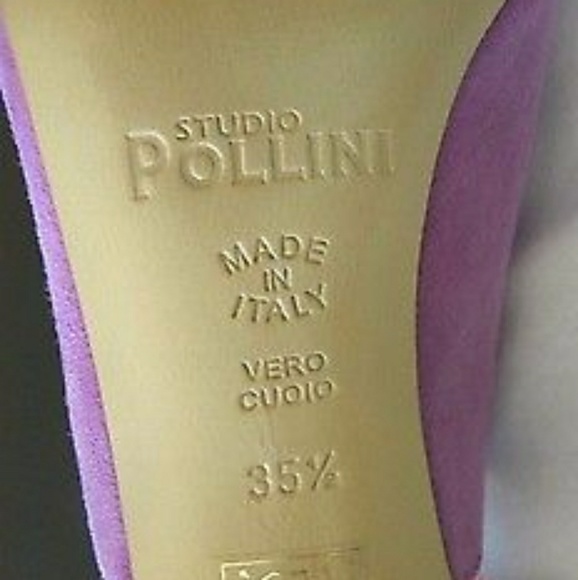 STUDIO
POLLINI
MADE
IN
ITALY
VERO
CUOIO
35½